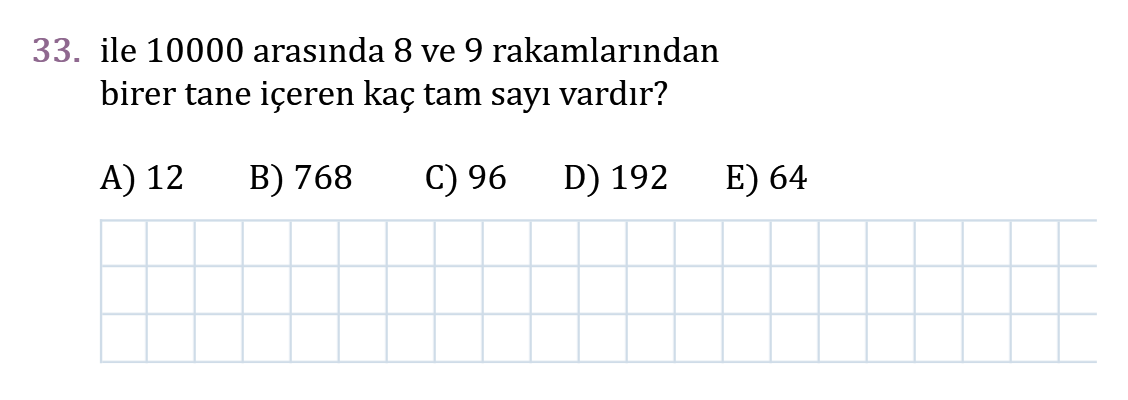 33. ile 10000 arasında 8 ve 9 rakamlarından
birer tane içeren kaç tam sayı vardır?
A) 12 B) 768 C) 96 D) 192 E) 64